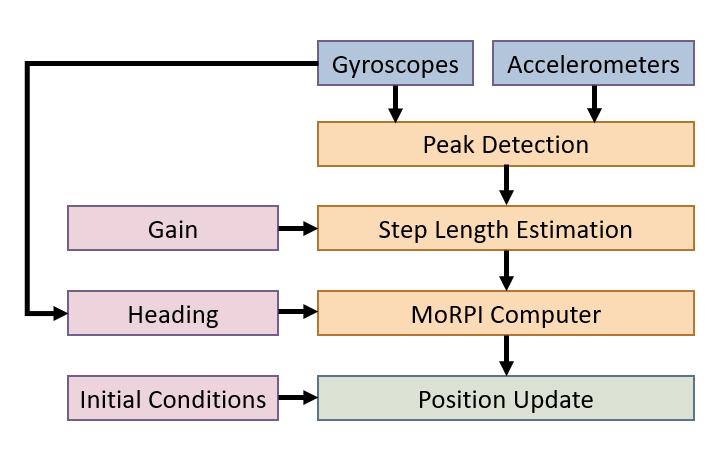 Gyroscopes
Accelerometers
Peak Detection
Gain
Step Length Estimation
Heading
MoRPI Computer
Initial Conditions
Position Update